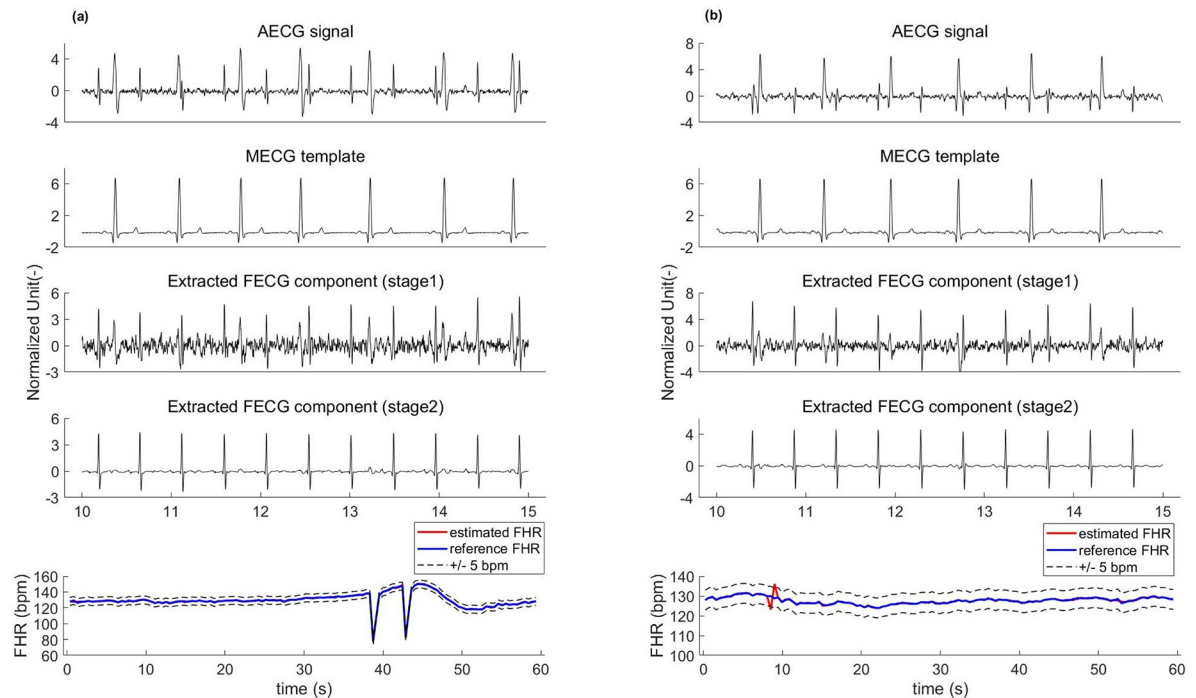 (a)
AECG signal
4
0
-4
MECG template
6
2
-2
Normalized Unit(-)
Extracted FECG component (stage1)
6
3
0
-3
Extracted FECG component (stage2)
6
3
0
-3
10 11 12 13 14 15
estimated FHR
reference FHR
+/- 5 bpm
FHR (bpm)
160
140
120
100
80
60
0 10 20 30 40 50 60
time (s)
(b)
AECG signal
8
4
0
-4
MECG template
6
2
-2
Normalized Unit(-)
Extracted FECG component (stage1)
8
4
0
-4
Extracted FECG component (stage2)
4
0
-4
10 11 12 13 14 15
estimated FHR
reference FHR
+/- 5 bpm
FHR (bpm)
140
130
120
110
100
0 10 20 30 40 50 60
time (s)